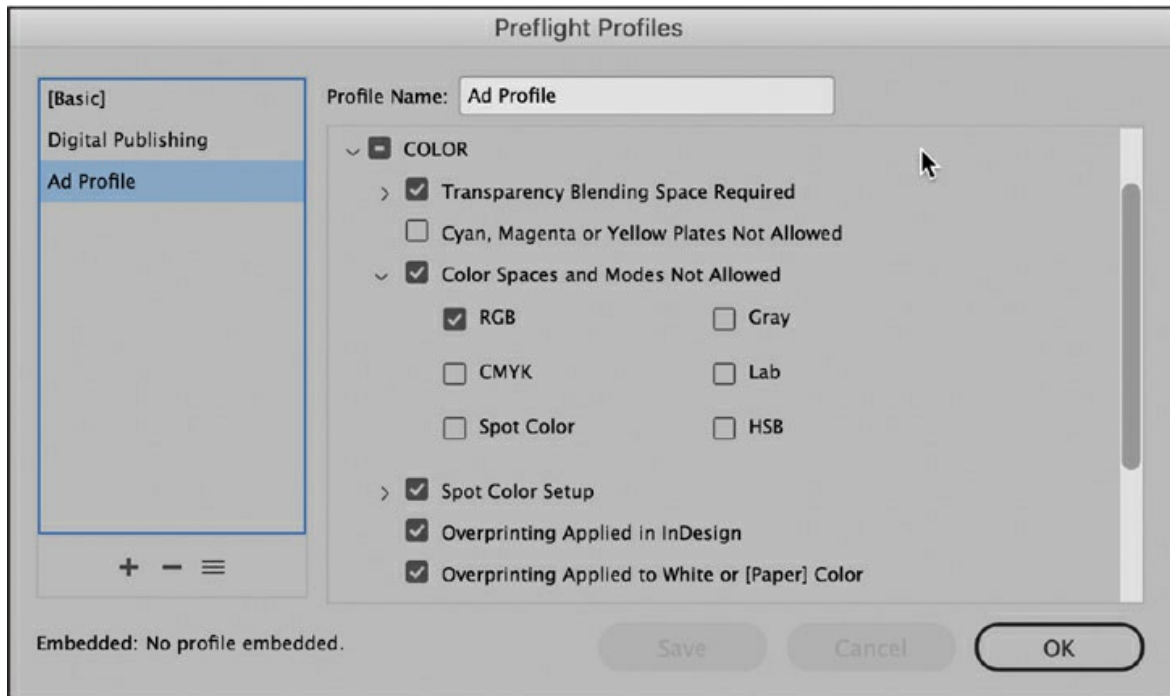 Preflight Profiles
[Basic]
Digital Publishing
Ad Profile
Profile Name: Ad Profile
COLOR
Transparency Blending Space Required
Cyan, Magenta or Yellow Plates Not Allowed
Color Spaces and Modes Not Allowed
RGB Gray
CMYK Lab
Spot Color HSB
Spot Color Setup
Overprinting Applied in InDesign
Overprinting Applied to White or [Paper] Color
Embedded: No profile embedded.
Save Cancel OK